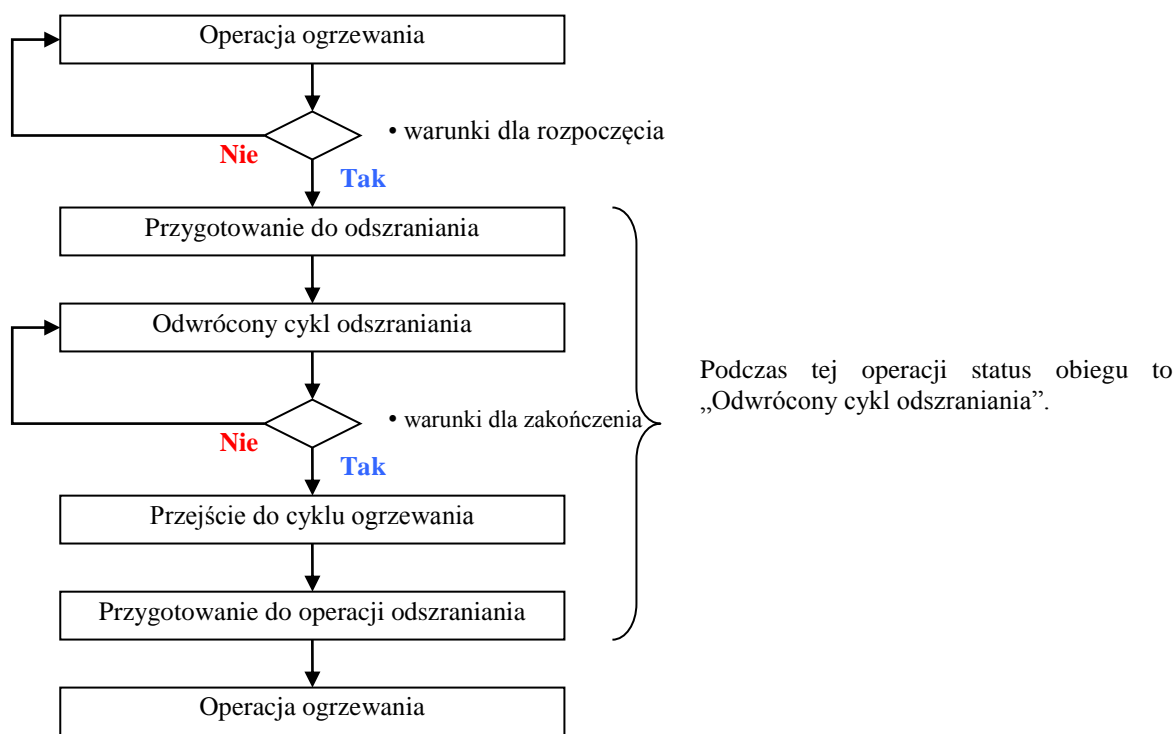 Operacja ogrzewania
• warunki dla rozpoczęcia
Nie
Tak
Przygotowanie do odszraniania
Odwrócony cykl odszraniania
• warunki dla zakończenia
Nie
Tak
Przejście do cyklu ogrzewania
Przygotowanie do operacji odszraniania
Operacja ogrzewania
Podczas tej operacji status obiegu to
„Odwrócony cykl odszraniania”.